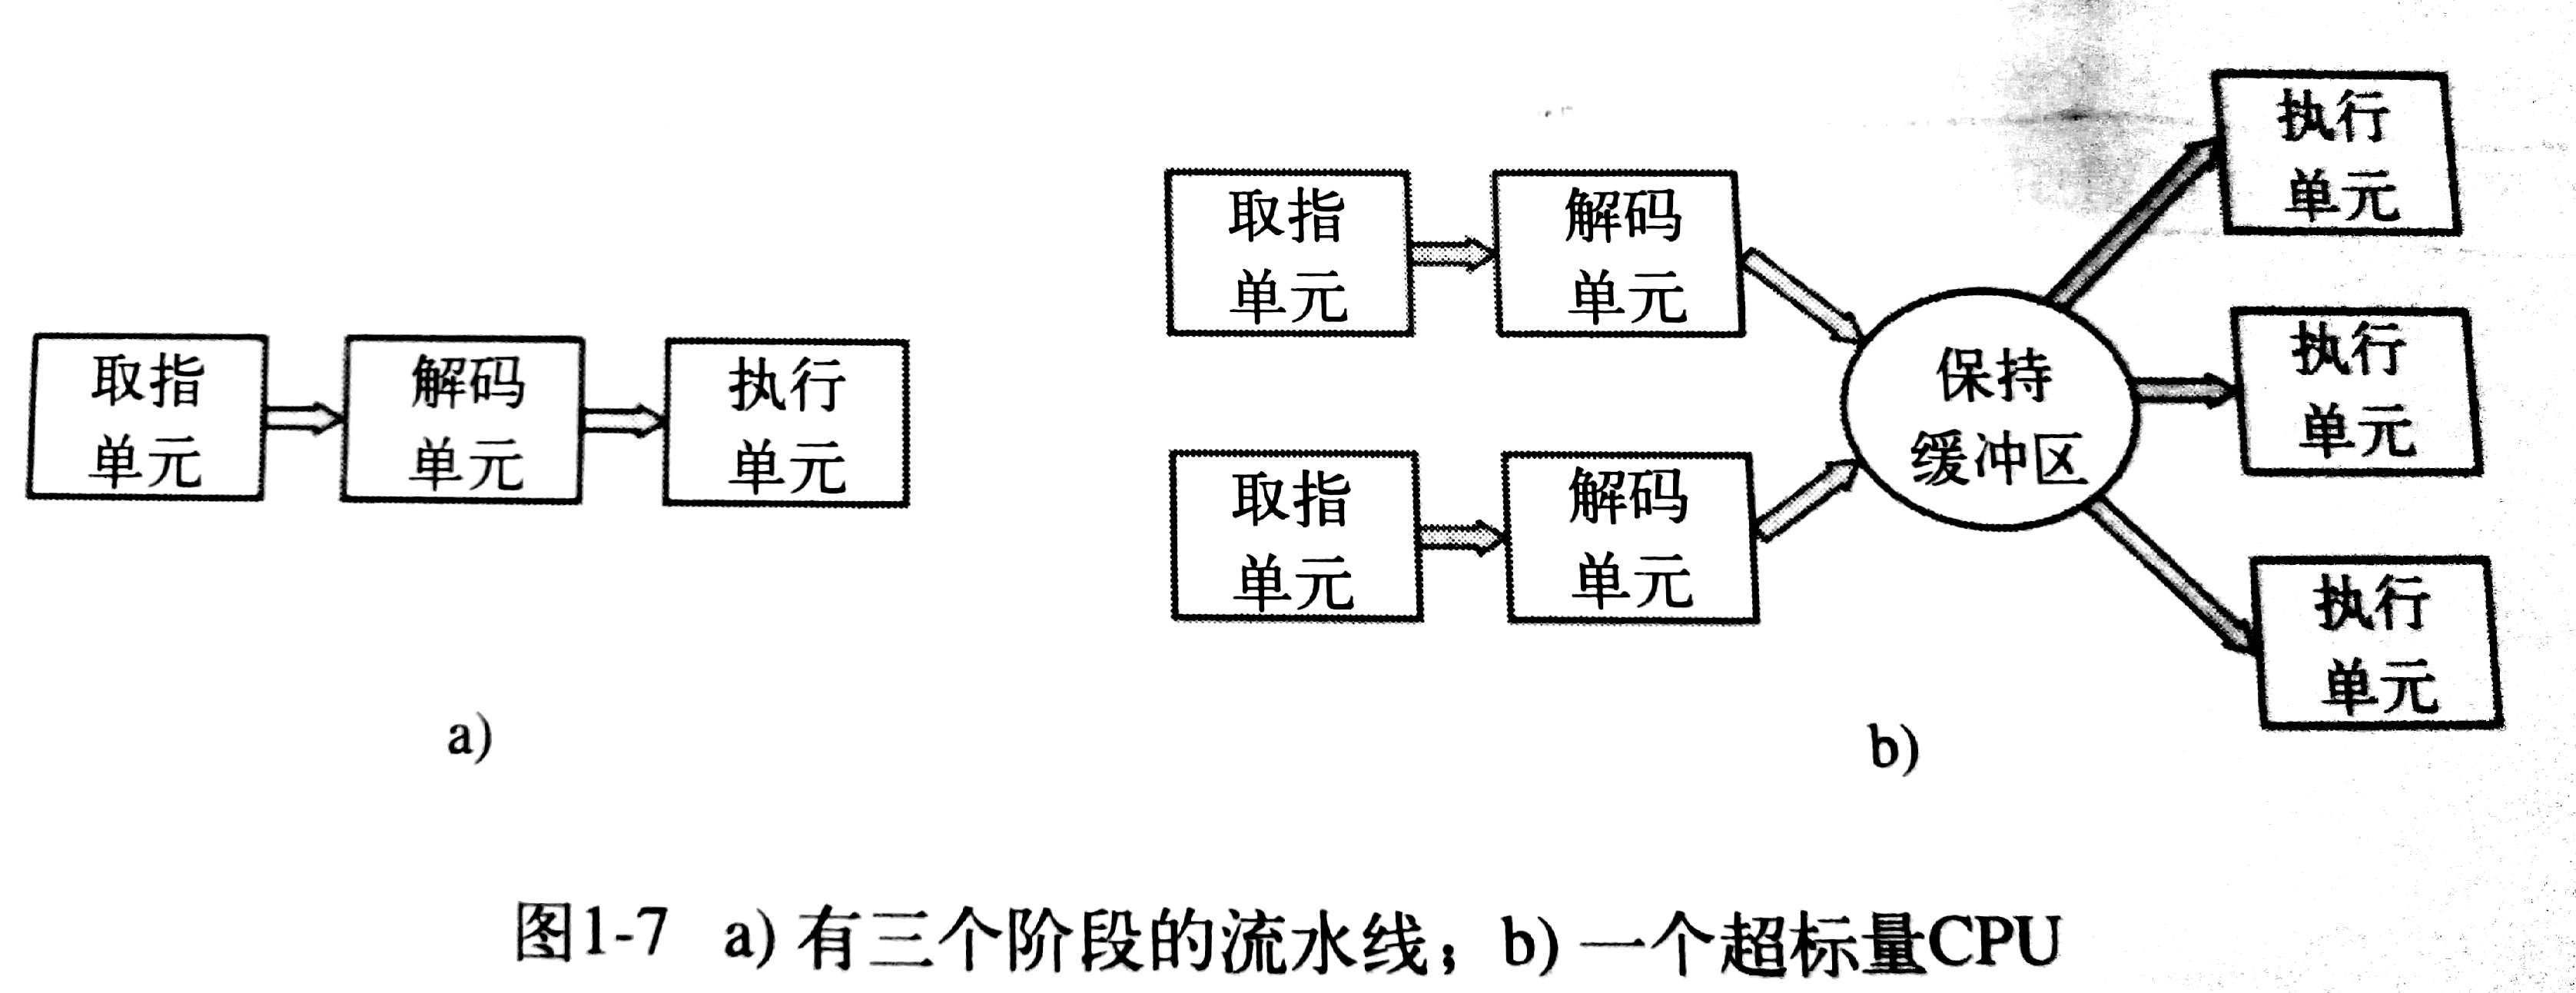 取指
单元
解码
单元
执行
单元
a)
取指
单元
解码
单元
取指
单元
解码
单元
保持
缓冲区
执行
单元
执行
单元
执行
单元
b)
图1-7 a) 有三个阶段的流水线；b) 一个超标量CPU